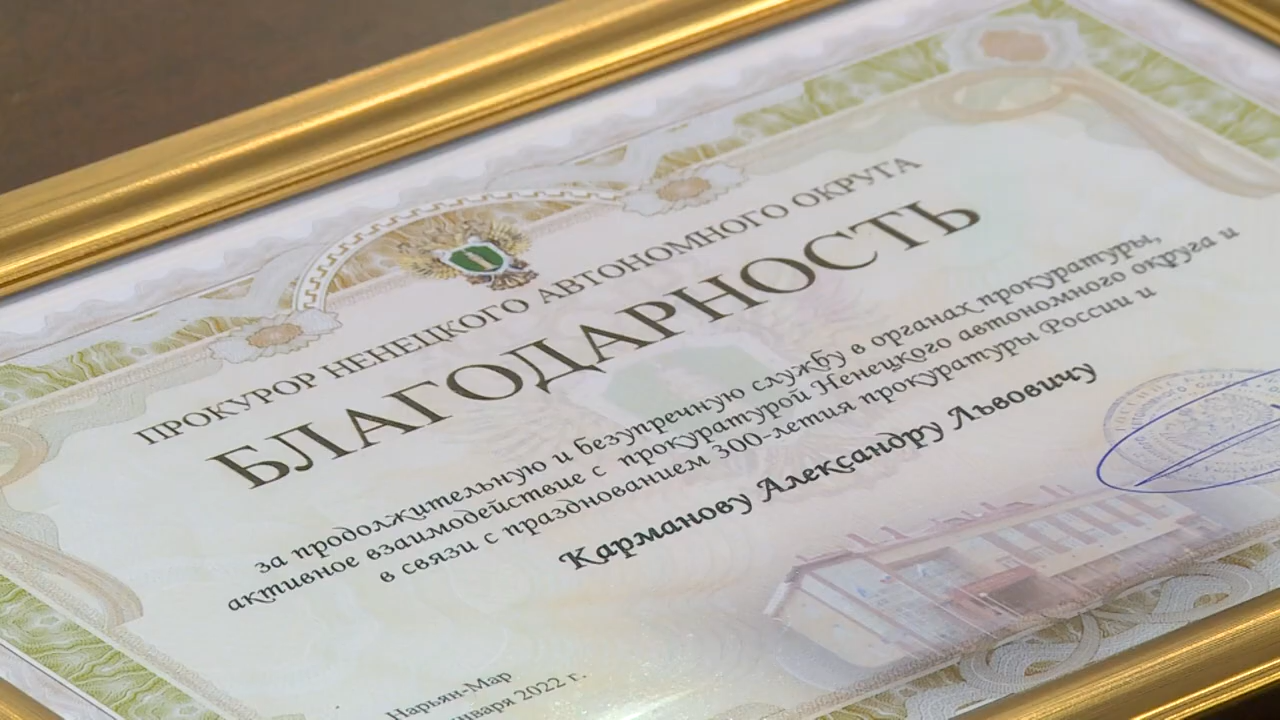 ПРОКУРОР НЕНЕЦКОГО АВТОНОМНОГО ОКРУГА
БЛАГОДАРНОСТЬ
за продолжительную и безупречную службу в органах прокуратуры,
активное взаимодействие с прокуратурой Ненецкого автономного округа и
в связи с празднованием 300-летия прокуратуры России и
Карманову Александру Львовичу
Нарьян-Мар
нваря 2022 г.